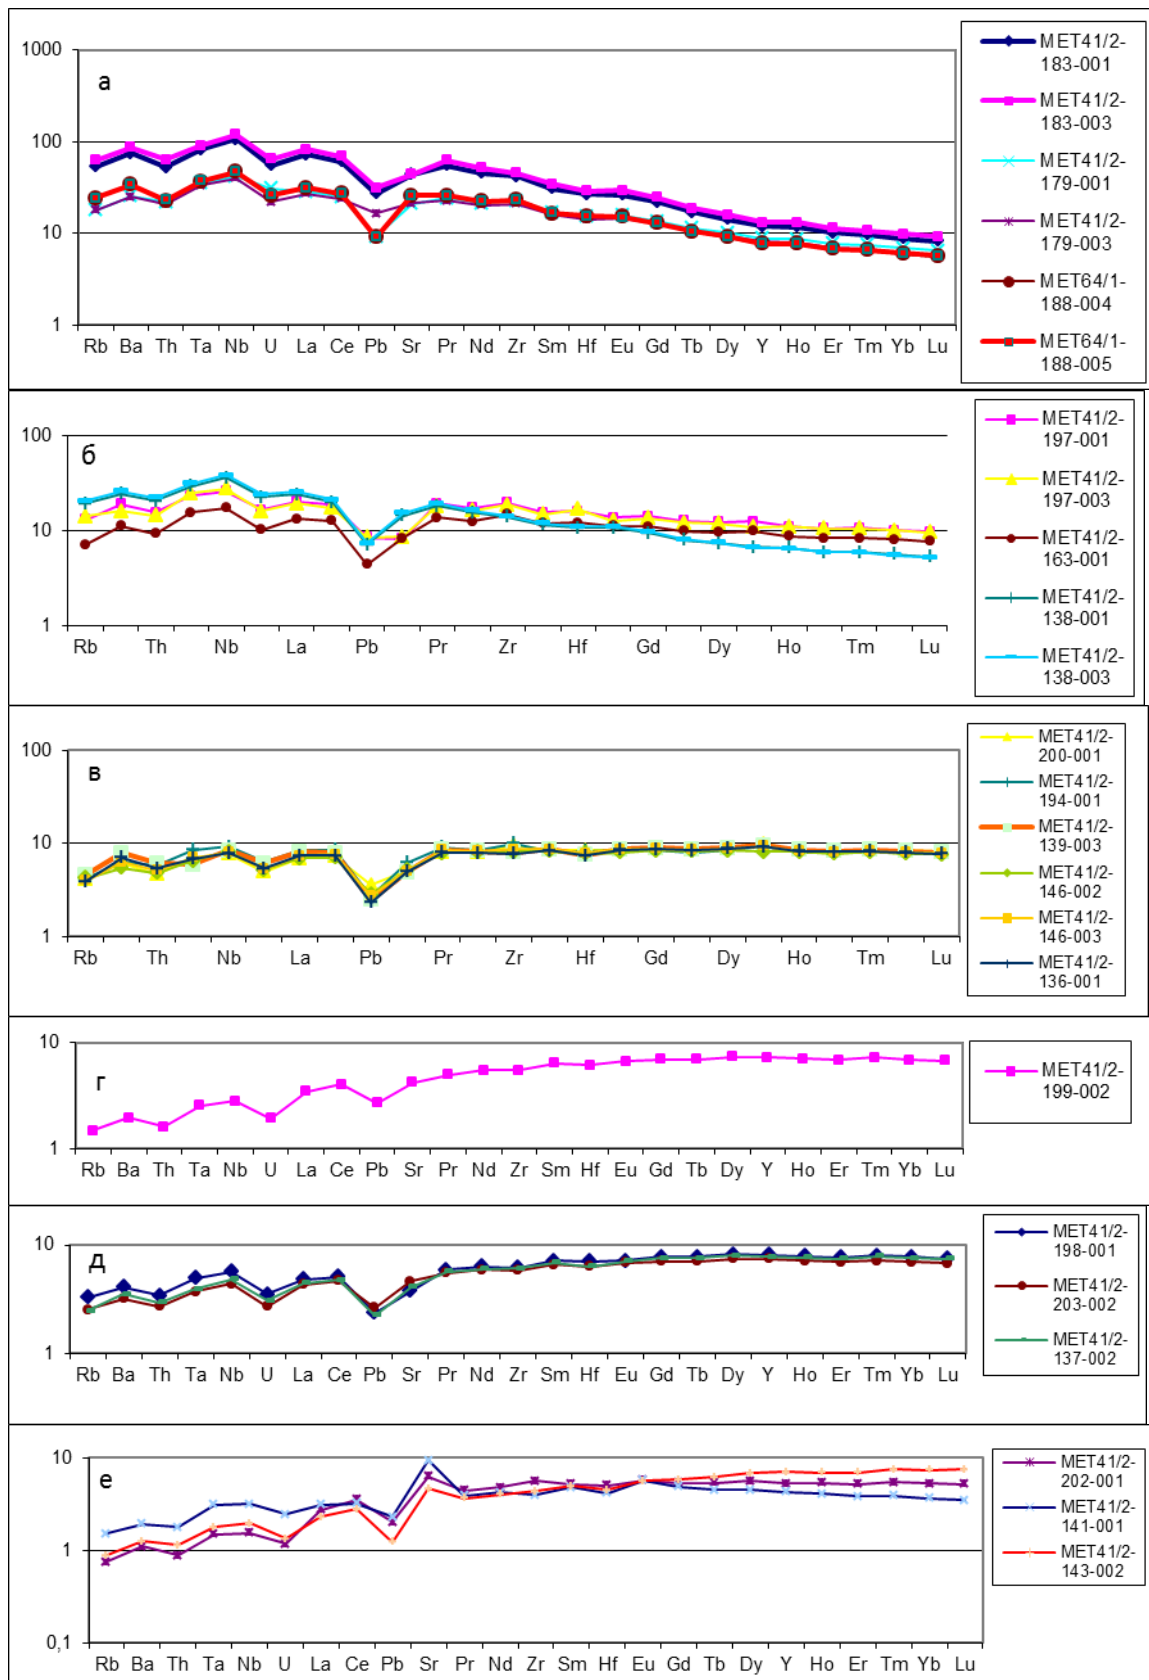 а
1000
100
10
1
Rb Ba Th Ta Nb U La Ce Pb Sr Pr Nd Zr Sm Hf Eu Gd Tb Dy Y Ho Er Tm Yb Lu
MET41/2-
183-001
MET41/2-
183-003
MET41/2-
179-001
MET41/2-
179-003
MET64/1-
188-004
MET64/1-
188-005
б
100
10
1
Rb Th Nb La Pb Pr Zr Hf Gd Dy Ho Tm Lu
MET41/2-
197-001
MET41/2-
197-003
MET41/2-
163-001
MET41/2-
138-001
MET41/2-
138-003
в
100
10
1
Rb Th Nb La Pb Pr Zr Hf Gd Dy Ho Tm Lu
MET41/2-
200-001
MET41/2-
194-001
MET41/2-
139-003
MET41/2-
146-002
MET41/2-
146-003
MET41/2-
136-001
г
10
1
Rb Ba Th Ta Nb U La Ce Pb Sr Pr Nd Zr Sm Hf Eu Gd Tb Dy Y Ho Er Tm Yb Lu
MET41/2-
199-002
д
10
1
Rb Ba Th Ta Nb U La Ce Pb Sr Pr Nd Zr Sm Hf Eu Gd Tb Dy Y Ho Er Tm Yb Lu
MET41/2-
198-001
MET41/2-
203-002
MET41/2-
137-002
е
10
1
0,1
Rb Ba Th Ta Nb U La Ce Pb Sr Pr Nd Zr Sm Hf Eu Gd Tb Dy Y Ho Er Tm Yb Lu
MET41/2-
202-001
MET41/2-
141-001
MET41/2-
143-002